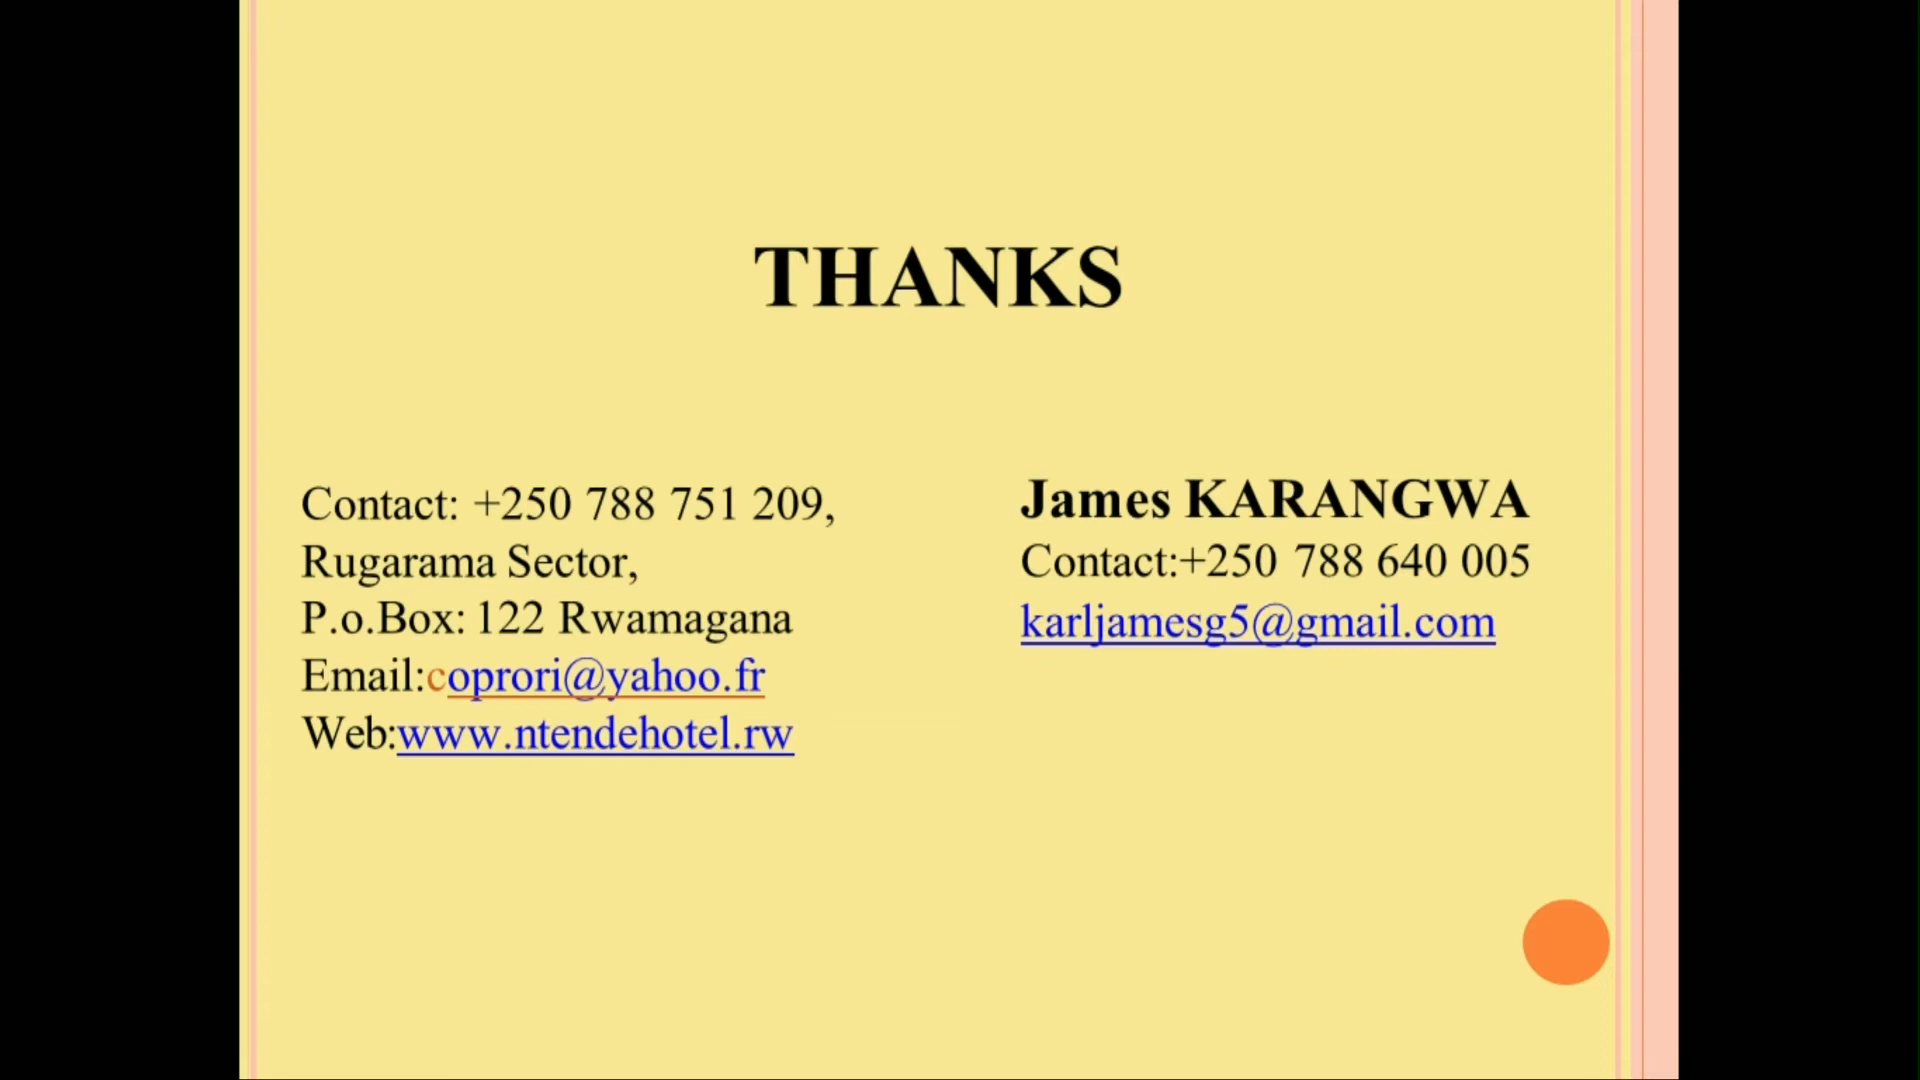 THANKS
Contact: +250 788 751 209,
Rugarama Sector,
P.o.Box: 122 Rwamagana
Email:coprori@yahoo.fr
Web:www.ntendehotel.rw
James KARANGWA
Contact:+250 788 640 005
karljamesg5@gmail.com